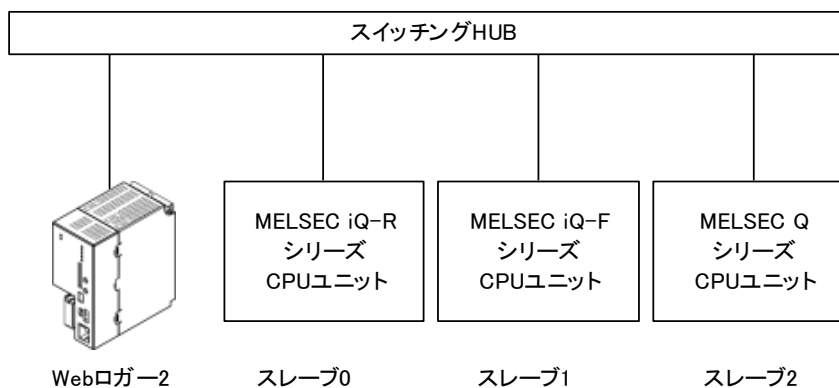 スイッチングHUB
MELSEC iQ-R
シリーズ
CPUユニット
MELSEC iQ-F
シリーズ
CPUユニット
MELSEC Q
シリーズ
CPUユニット
Webロガー2
スレーブ0
スレーブ1
スレーブ2